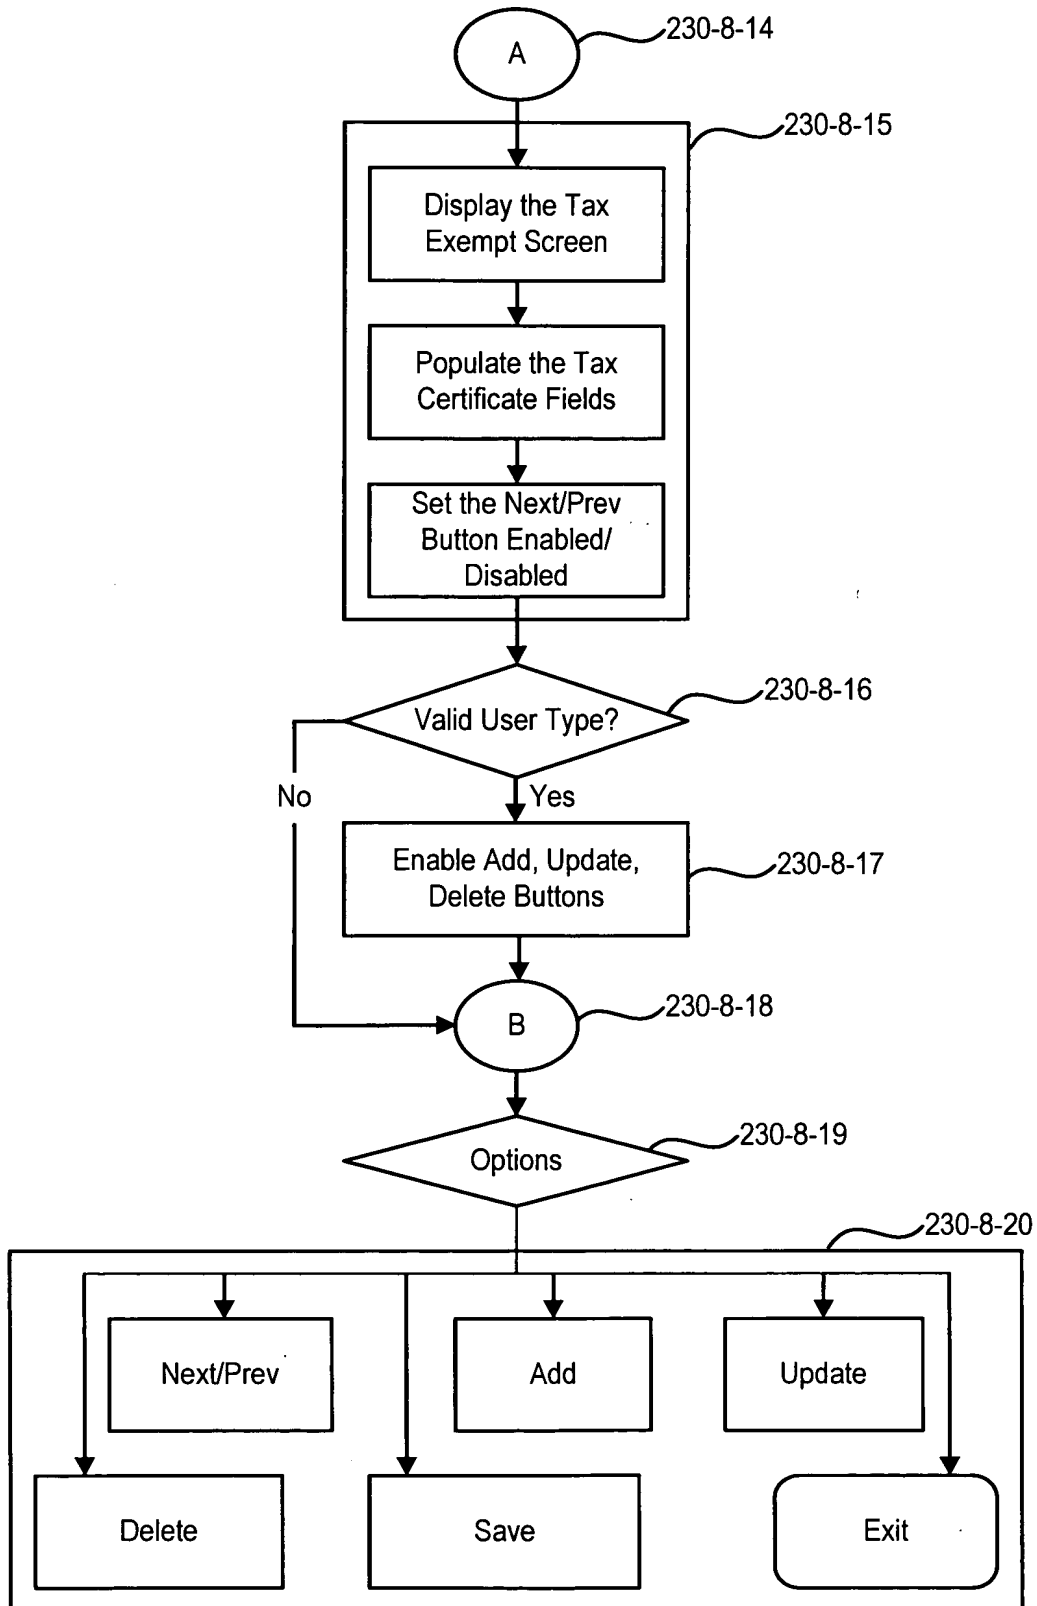 A
230-8-14
230-8-15
Display the Tax
Exempt Screen
Populate the Tax
Certificate Fields
Set the Next/Prev
Button Enabled/
Disabled
230-8-16
Valid User Type?
No
Yes
Enable Add, Update,
Delete Buttons
230-8-17
B
230-8-18
230-8-19
Options
230-8-20
Next/Prev
Add
Update
Delete
Save
Exit